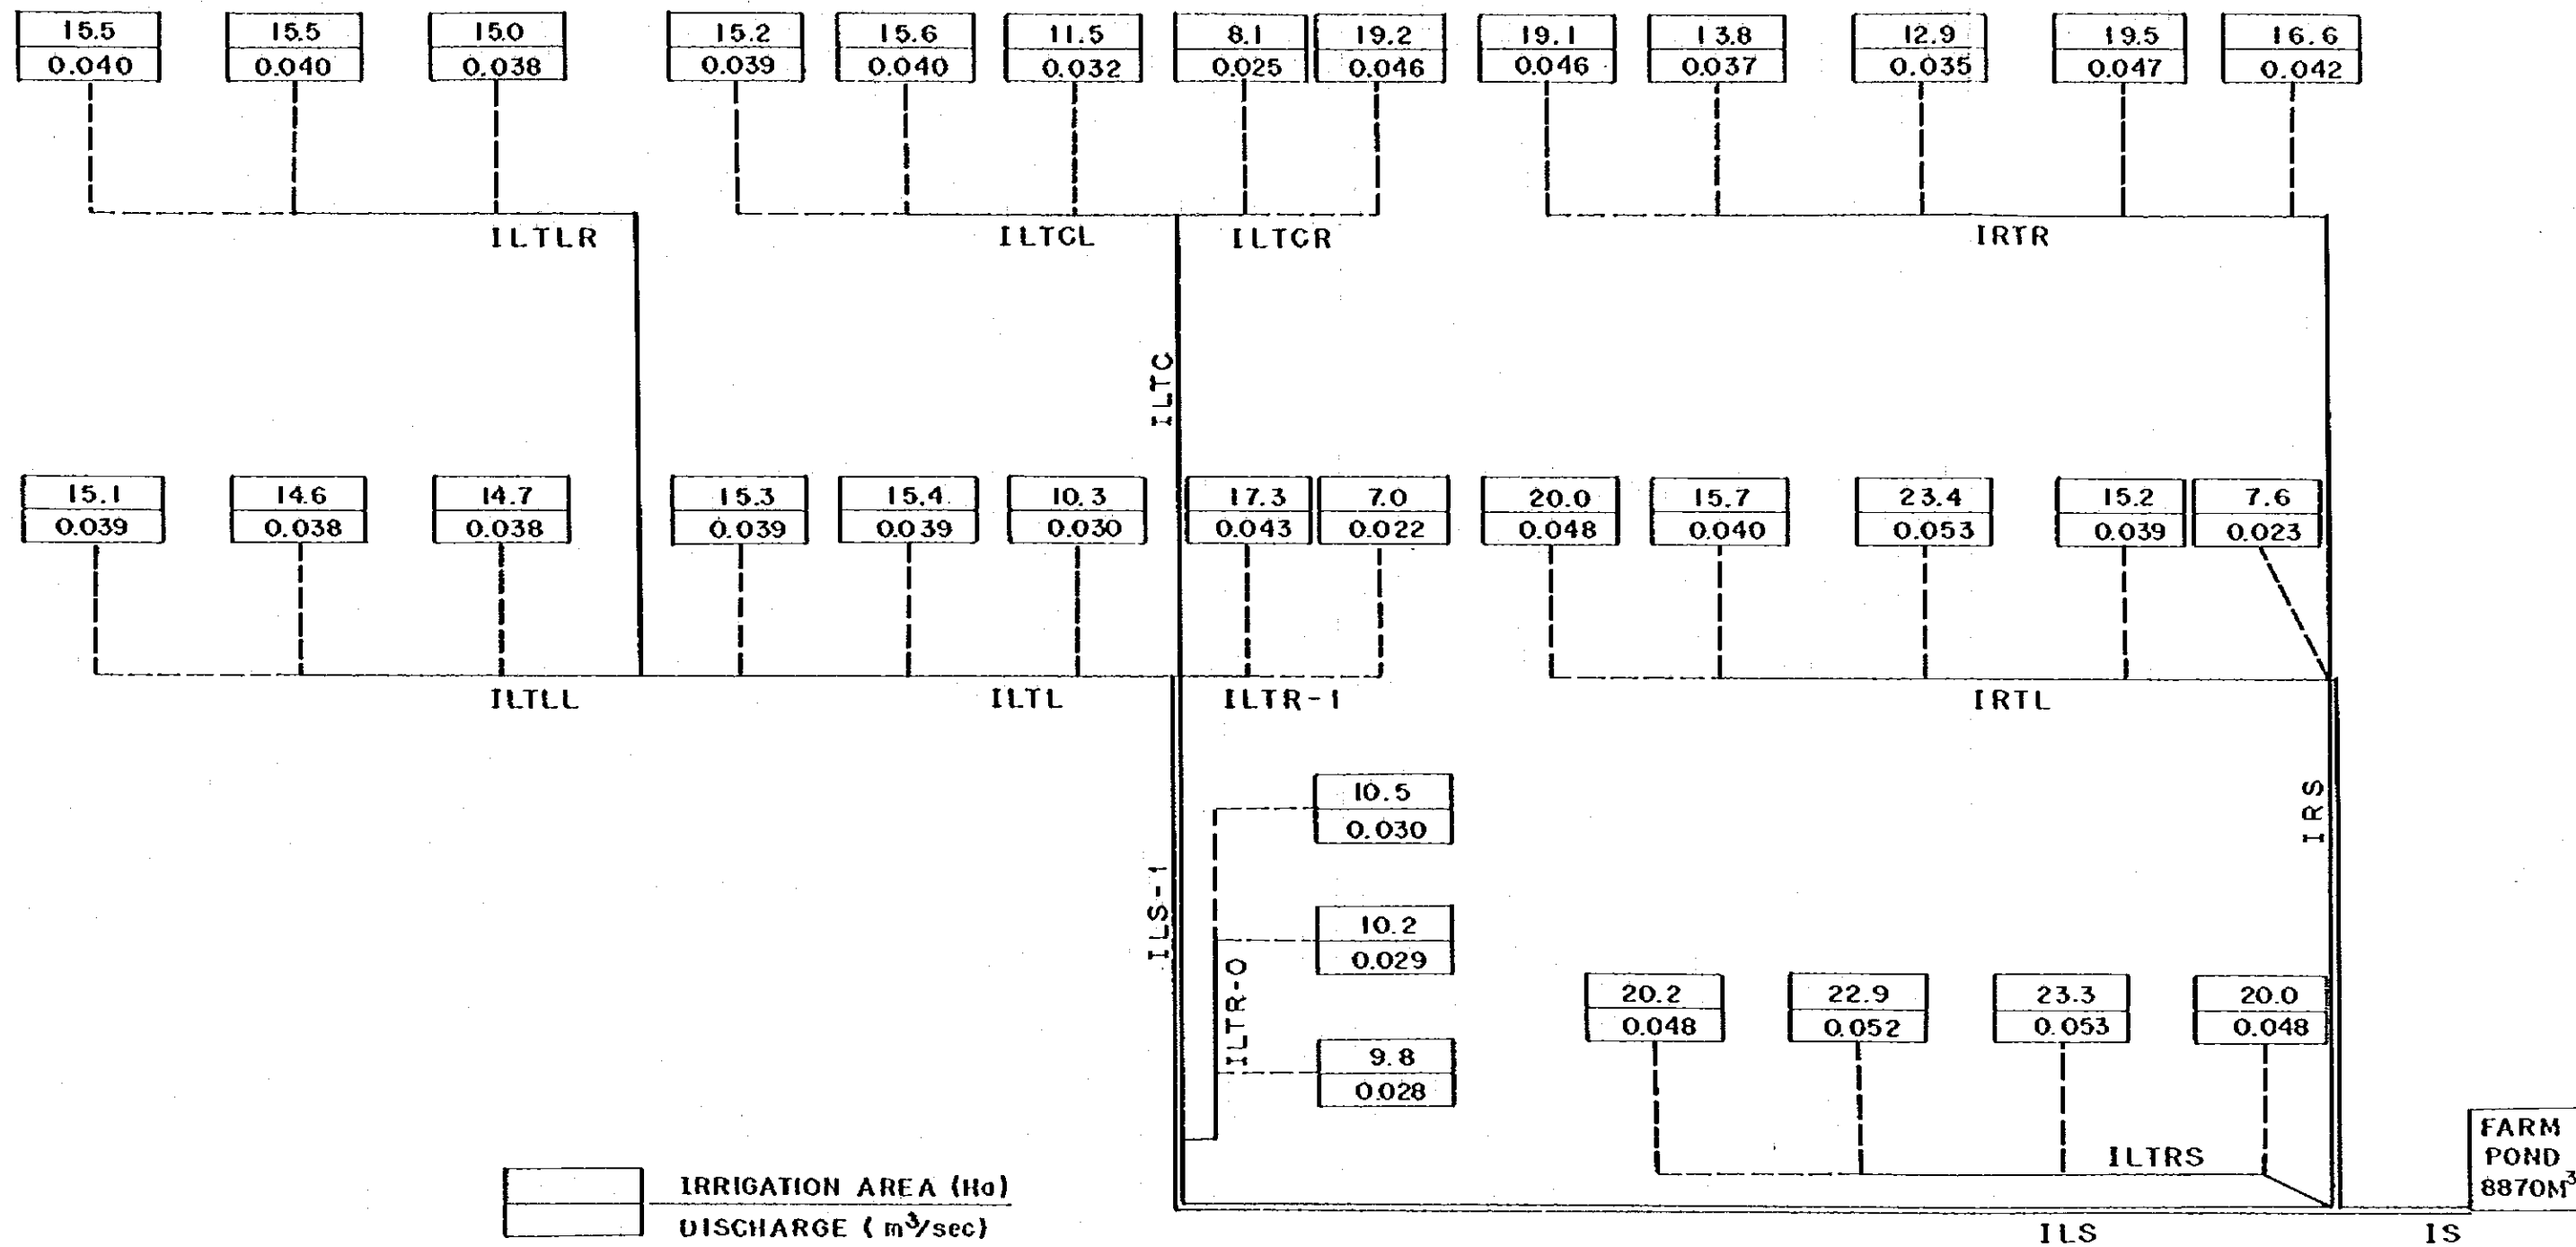 15.5 15.5 15.0 15.2 15.6 11.5 8.1 19.2 19.1 13.8 12.9 19.5 16.6
0.040 0.040 0.038 0.039 0.040 0.032 0.025 0.046 0.046 0.037 0.035 0.047 0.042
ILTLR ILTCL ILTCR IRTR
ILTC
15.1 14.6 14.7 15.3 15.4 10.3 17.3 7.0 20.0 15.7 23.4 15.2 7.6
0.039 0.038 0.038 0.039 0.039 0.030 0.043 0.022 0.048 0.040 0.053 0.039 0.023
ILTLL ILTL ILTR-1 IRTL
10.5
0.030
IRS
ILS-1
10.2
0.029
ILTR-0
9.8
0.028
20.2 22.9 23.3 20.0
0.048 0.052 0.053 0.048
ILTRS
FARM
POND
8870M³
IRRIGATION AREA (Ha)
DISCHARGE (m³/sec)
ILS IS